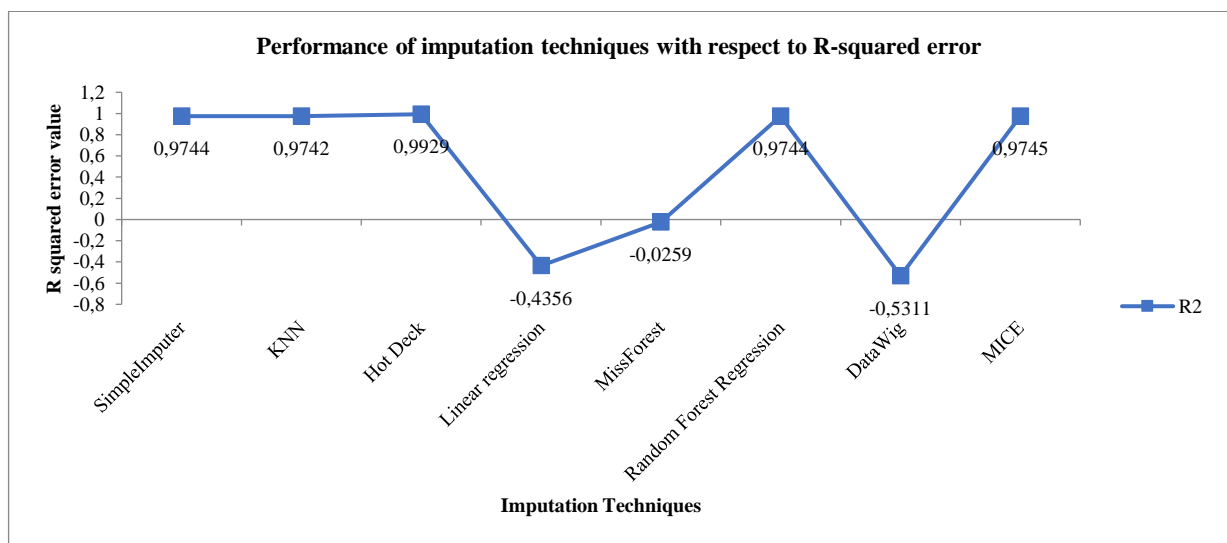 Performance of imputation techniques with respect to R-squared error
R squared error value
1,2
1
0,8
0,6
0,4
0,2
0
-0,2
-0,4
-0,6
-0,8
0,9744
0,9742
0,9929
-0,4356
-0,0259
0,9744
-0,5311
0,9745
R2
SimpleImputer
KNN
Hot Deck
Linear regression
MissForest
Random Forest Regression
DataWig
MICE
Imputation Techniques